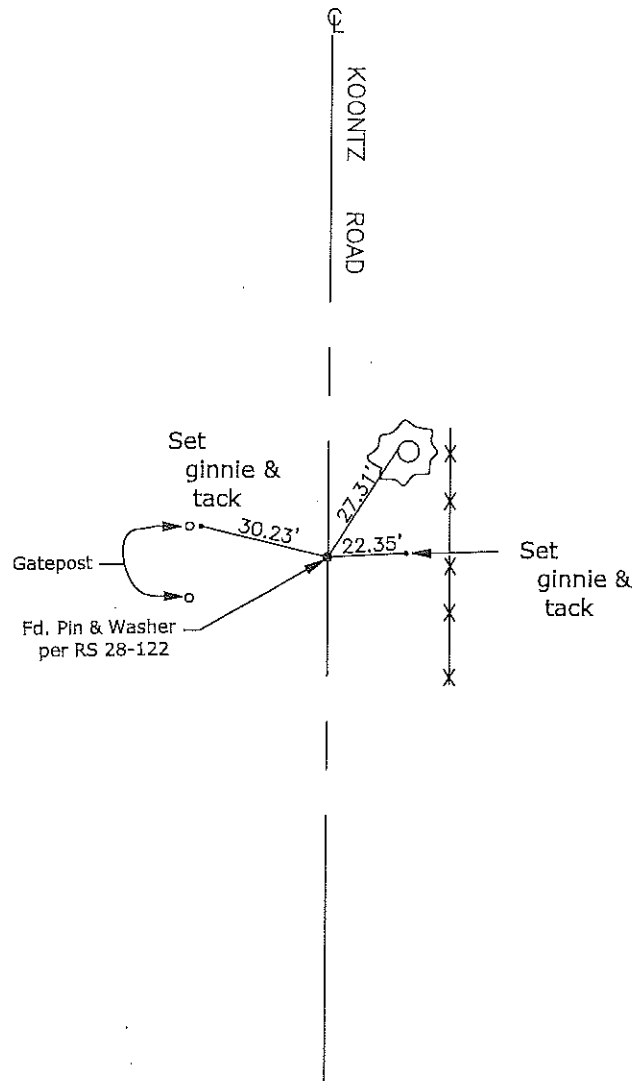 ℄
KOONTZ ROAD
Set
ginnie &
tack
27.31'
30.23'
22.35'
Gatepost
Set
ginnie &
tack
Fd. Pin & Washer
per RS 28-122